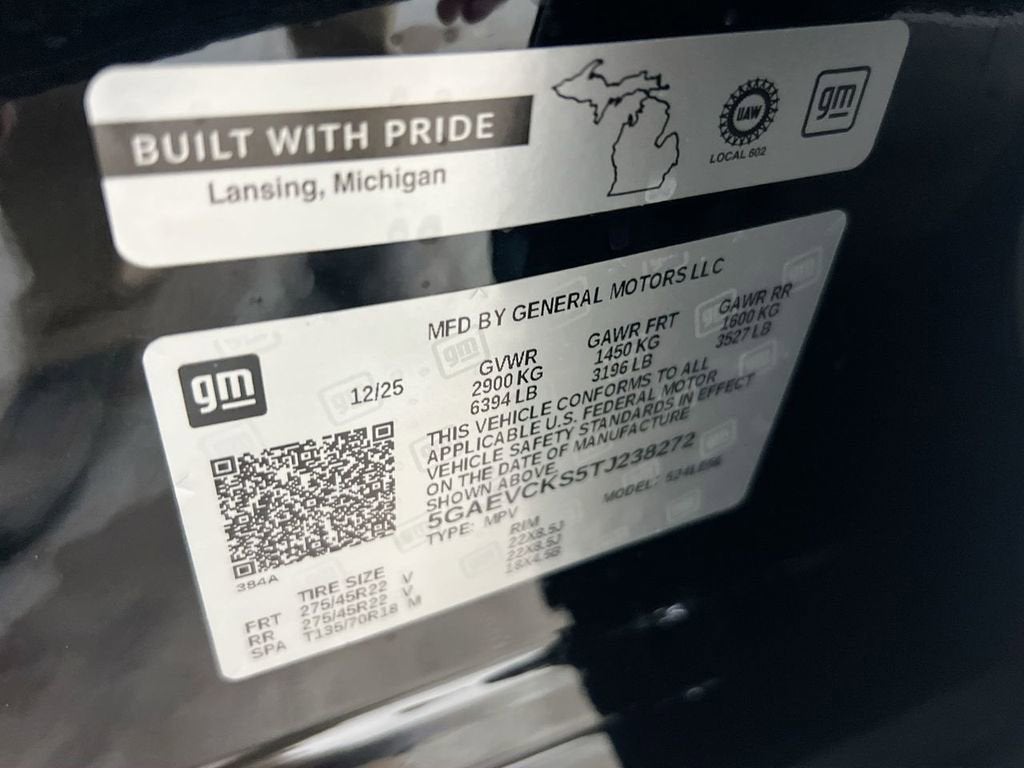 BUILT WITH PRIDE
Lansing, Michigan
UAW
LOCAL 602
gm
MFD BY GENERAL MOTORS LLC
gm
12/25
GVWR
2900 KG
6394 LB
GAWR FRT
1450 KG
3196 LB
GAWR RR
1600 KG
3527 LB
THIS VEHICLE CONFORMS TO ALL
APPLICABLE U.S. FEDERAL MOTOR
VEHICLE SAFETY STANDARDS IN EFFECT
ON THE DATE OF MANUFACTURE
SHOWN ABOVE
5GAEVCKS5TJ238272
TYPE: MPV
MODEL:
384A
TIRE SIZE
RIM
FRT 275/45R22 V 22X8.5J
RR 275/45R22 V 22X8.5J
SPA T135/70R18 M 18X4.5B